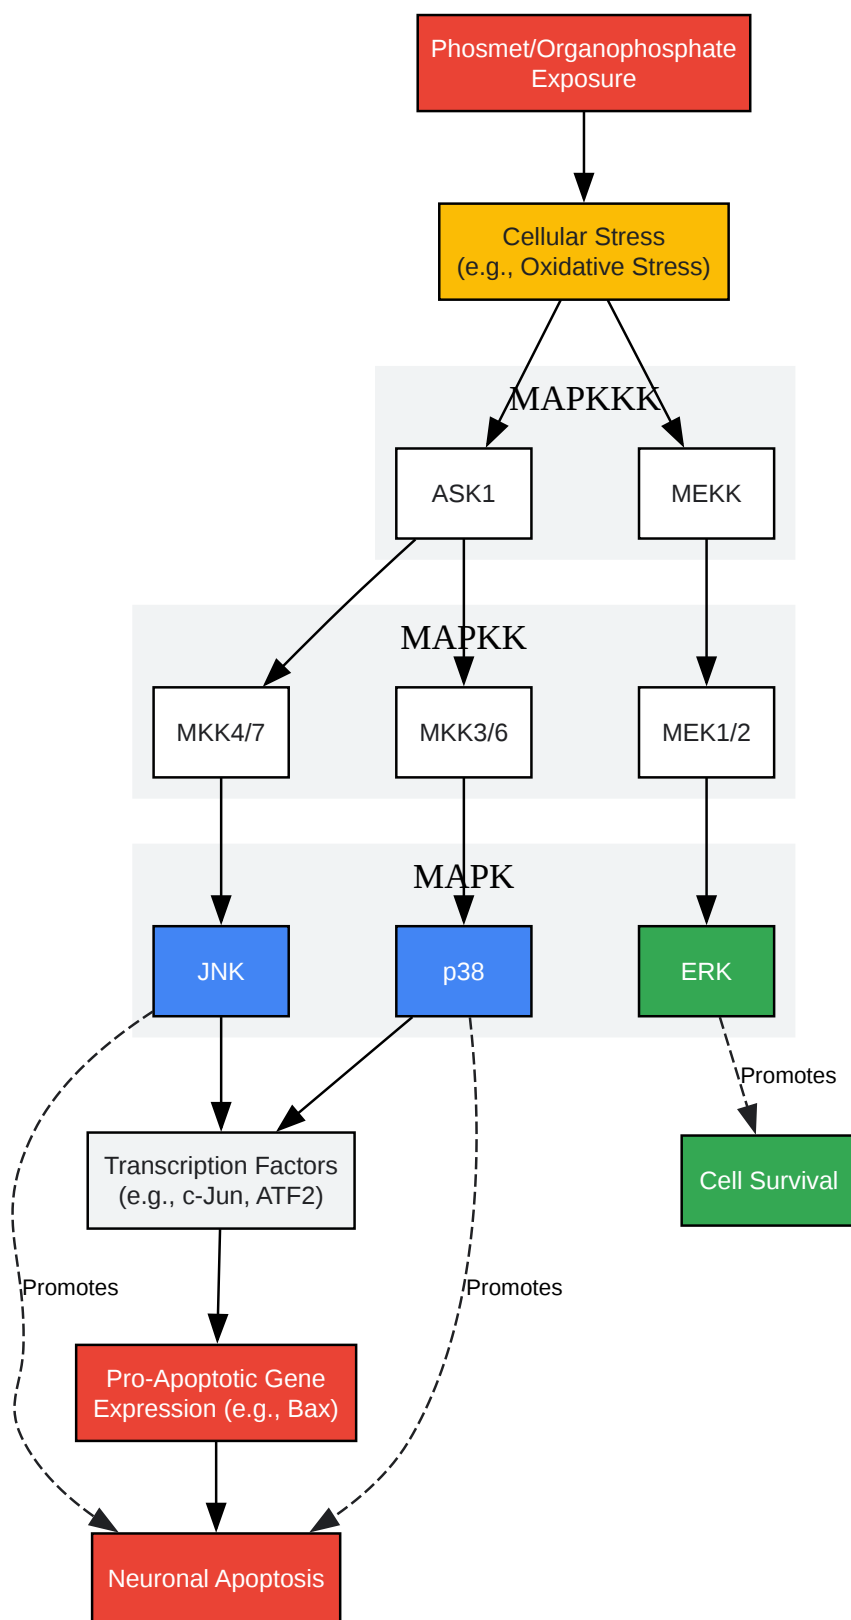 Phosmet/Organophosphate
Exposure
Cellular Stress
(e.g., Oxidative Stress)
MAPKKK
ASK1
MEKK
MAPKK
MKK4/7
MKK3/6
MEK1/2
MAPK
JNK
p38
ERK
Promotes
Transcription Factors
(e.g., c-Jun, ATF2)
Cell Survival
Promotes
Promotes
Pro-Apoptotic Gene
Expression (e.g., Bax)
Neuronal Apoptosis